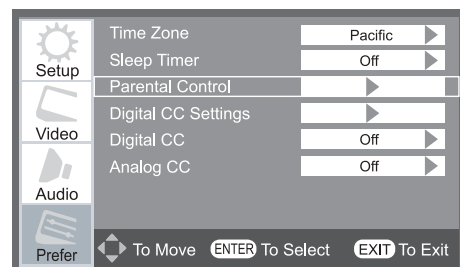 Setup
Video
Audio
Prefer
Time Zone Pacific
Sleep Timer Off
Parental Control
Digital CC Settings
Digital CC Off
Analog CC Off
To Move ENTER To Select EXIT To Exit